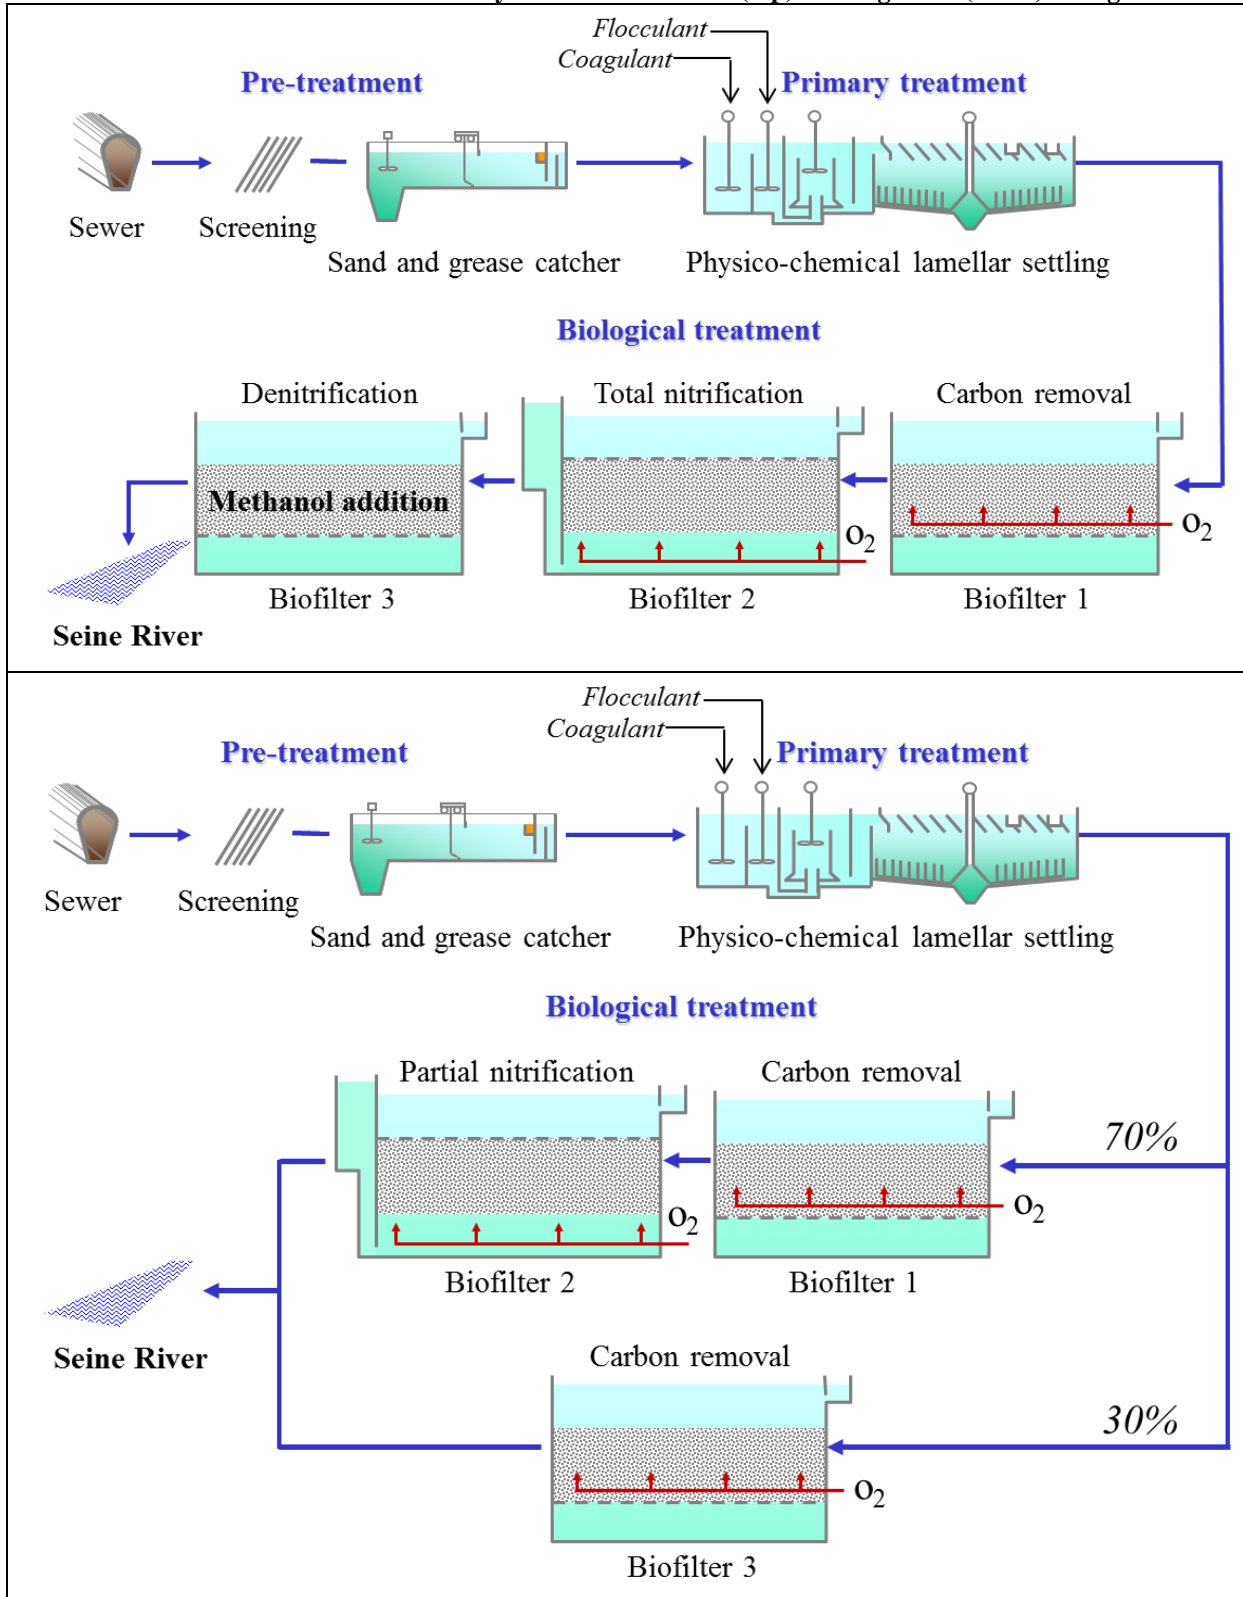 Flocculant
Coagulant
Pre-treatment
Primary treatment
Sewer
Screening
Sand and grease catcher
Physico-chemical lamellar settling
Biological treatment
Denitrification
Total nitrification
Carbon removal
Methanol addition
O2
O2
Biofilter 3
Biofilter 2
Biofilter 1
Seine River
Flocculant
Coagulant
Pre-treatment
Primary treatment
Sewer
Screening
Sand and grease catcher
Physico-chemical lamellar settling
Biological treatment
Partial nitrification
Carbon removal
70%
O2
O2
Biofilter 2
Biofilter 1
Seine River
Carbon removal
30%
O2
Biofilter 3